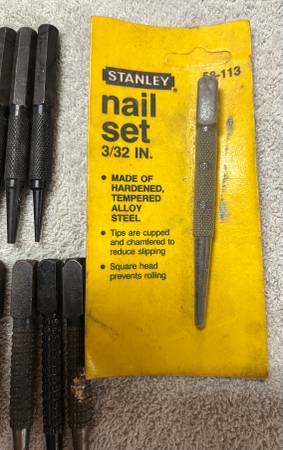 STANLEY
58-113
nail
set
3/32 IN.
• MADE OF
HARDENED,
TEMPERED
ALLOY
STEEL
• Tips are cupped
and chamfered to
reduce slipping
• Square head
prevents rolling